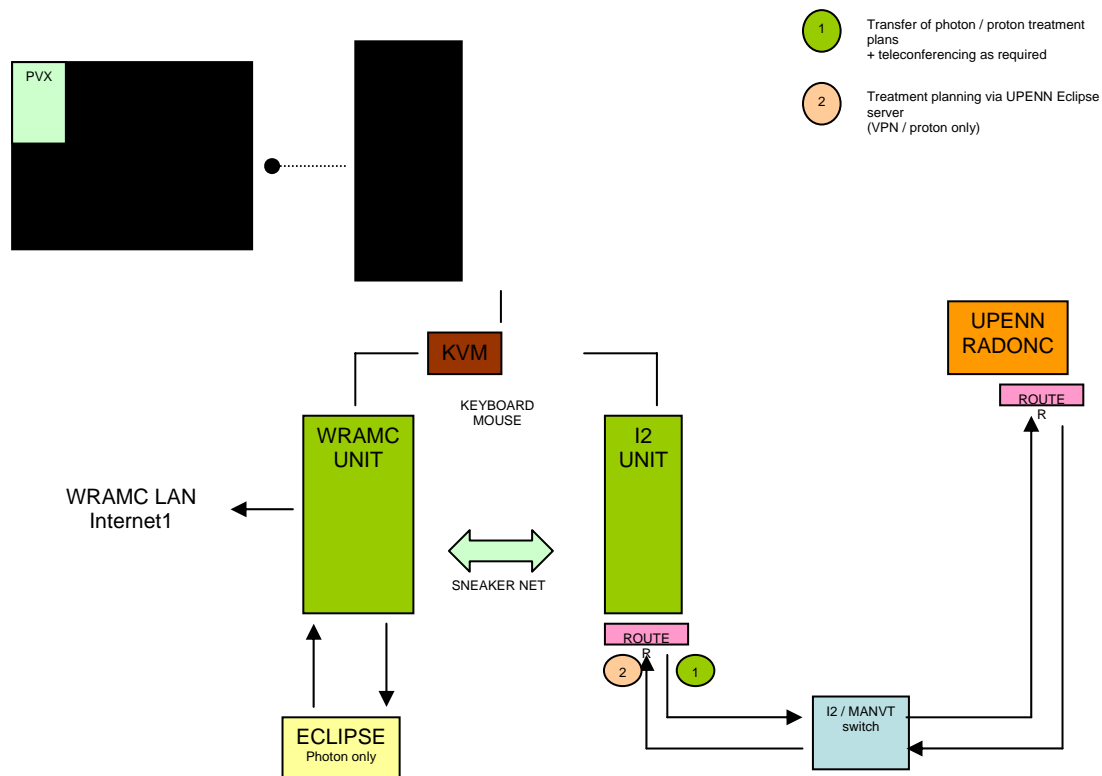 1
Transfer of photon / proton treatment
plans
+ teleconferencing as required
PVX
2
Treatment planning via UPENN Eclipse
server
(VPN / proton only)
UPENN
RADONC
KVM
ROUTE
R
KEYBOARD
MOUSE
WRAMC
UNIT
I2
UNIT
WRAMC LAN
Internet1
SNEAKER NET
ROUTE
R
2
1
I2 / MANVT
switch
ECLIPSE
Photon only